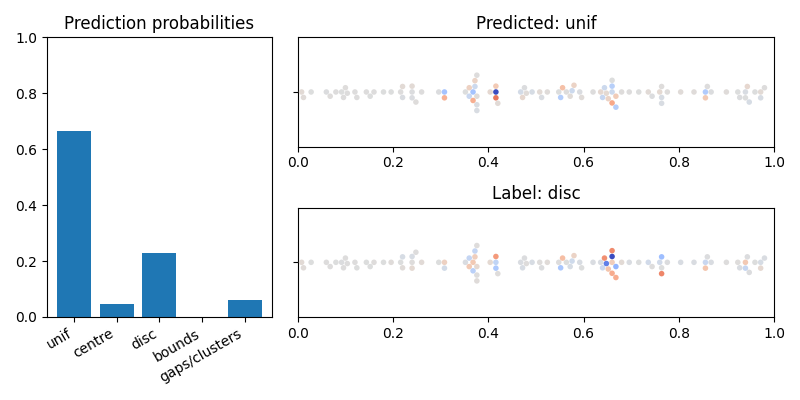 Prediction probabilities
1.0
0.8
0.6
0.4
0.2
0.0
unif
centre
disc
bounds
gaps/clusters
Predicted: unif
0.0 0.2 0.4 0.6 0.8 1.0
Label: disc
0.0 0.2 0.4 0.6 0.8 1.0